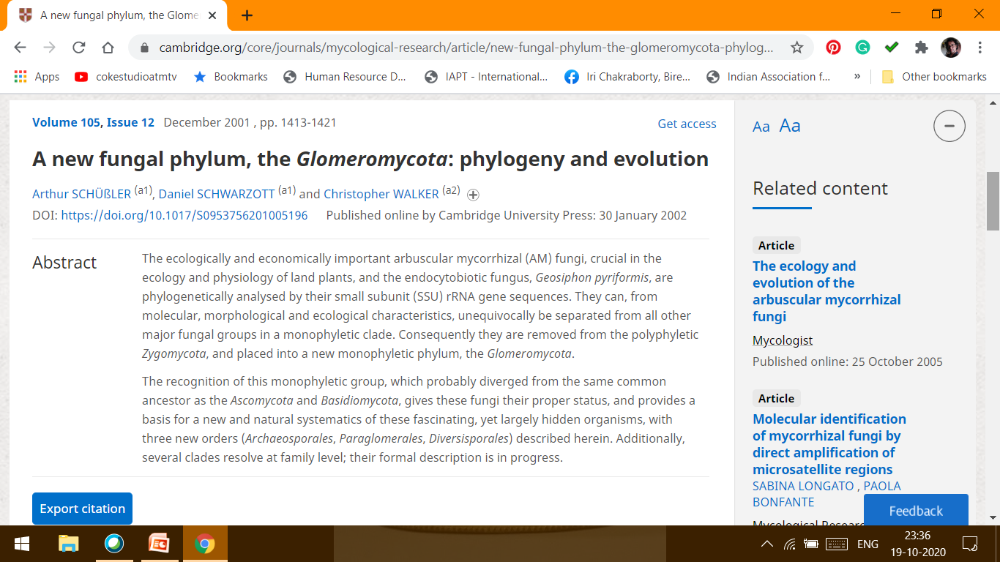 A new fungal phylum, the Glome
cambridge.org/core/journals/mycological-research/article/new-fungal-phylum-the-glomeromycota-phylog...
Apps cokestudioatmtv Bookmarks Human Resource D... IAPT - International... Iri Chakraborty, Bire... Indian Association f... » Other bookmarks
Volume 105, Issue 12 December 2001 , pp. 1413-1421 Get access
A new fungal phylum, the Glomeromycota: phylogeny and evolution
Arthur SCHÜßLER (a1), Daniel SCHWARZOTT (a1) and Christopher WALKER (a2)
DOI: https://doi.org/10.1017/S0953756201005196 Published online by Cambridge University Press: 30 January 2002
Abstract
The ecologically and economically important arbuscular mycorrhizal (AM) fungi, crucial in the
ecology and physiology of land plants, and the endocytobiotic fungus, Geosiphon pyriformis, are
phylogenetically analysed by their small subunit (SSU) rRNA gene sequences. They can, from
molecular, morphological and ecological characteristics, unequivocally be separated from all other
major fungal groups in a monophyletic clade. Consequently they are removed from the polyphyletic
Zygomycota, and placed into a new monophyletic phylum, the Glomeromycota.
The recognition of this monophyletic group, which probably diverged from the same common
ancestor as the Ascomycota and Basidiomycota, gives these fungi their proper status, and provides a
basis for a new and natural systematics of these fascinating, yet largely hidden organisms, with
three new orders (Archaeosporales, Paraglomerales, Diversisporales) described herein. Additionally,
several clades resolve at family level; their formal description is in progress.
Export citation
Aa Aa
Related content
Article
The ecology and
evolution of the
arbuscular mycorrhizal
fungi
Mycologist
Published online: 25 October 2005
Article
Molecular identification
of mycorrhizal fungi by
direct amplification of
microsatellite regions
SABINA LONGATO , PAOLA
BONFANTE
Mycological Resear
Feedback
ENG
23:36
19-10-2020